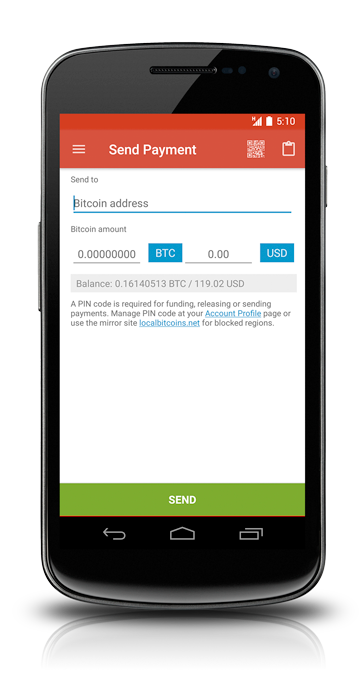 H 5:10
Send Payment
Send to
Bitcoin address
Bitcoin amount
0.00000000 BTC 0.00 USD
Balance: 0.16140513 BTC / 119.02 USD
A PIN code is required for funding, releasing or sending
payments. Manage PIN code at your Account Profile page or
use the mirror site localbitcoins.net for blocked regions.
SEND